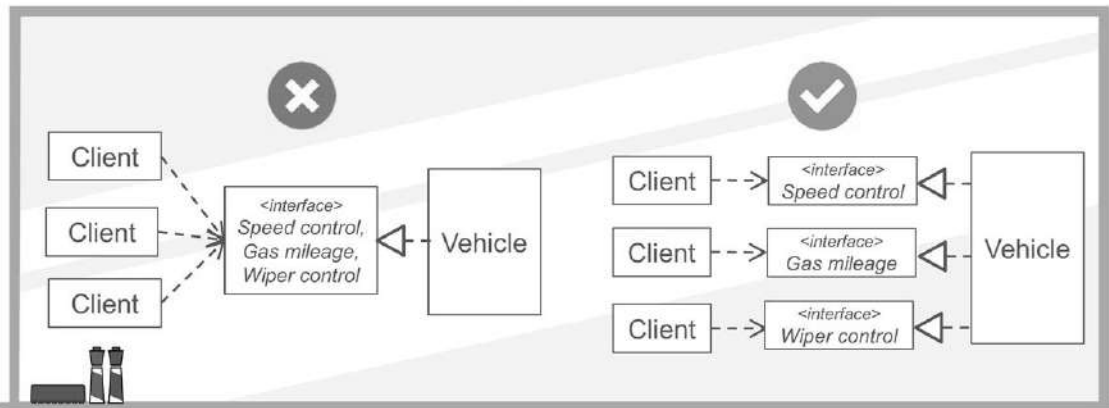 Client
Client
Client
<interface>
Speed control,
Gas mileage,
Wiper control
Vehicle
Client
<interface>
Speed control
Client
<interface>
Gas mileage
Client
<interface>
Wiper control
Vehicle